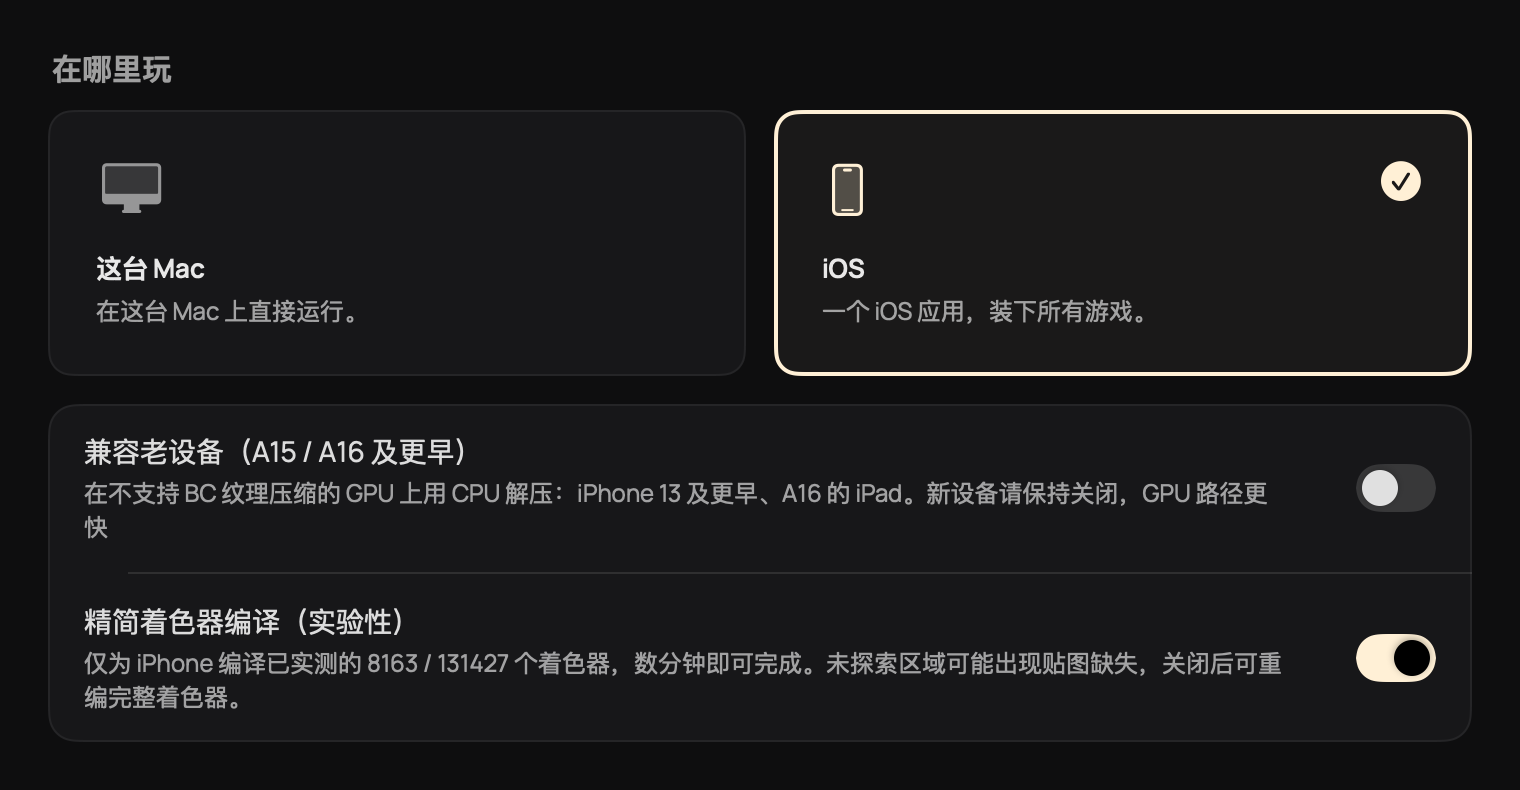 在哪里玩
这台 Mac
在这台 Mac 上直接运行。
iOS
一个 iOS 应用，装下所有游戏。
兼容老设备（A15 / A16 及更早）
在不支持 BC 纹理压缩的 GPU 上用 CPU 解压：iPhone 13 及更早、A16 的 iPad。新设备请保持关闭，GPU 路径更
快
精简着色器编译（实验性）
仅为 iPhone 编译已实测的 8163 / 131427 个着色器，数分钟即可完成。未探索区域可能出现贴图缺失，关闭后可重
编完整着色器。